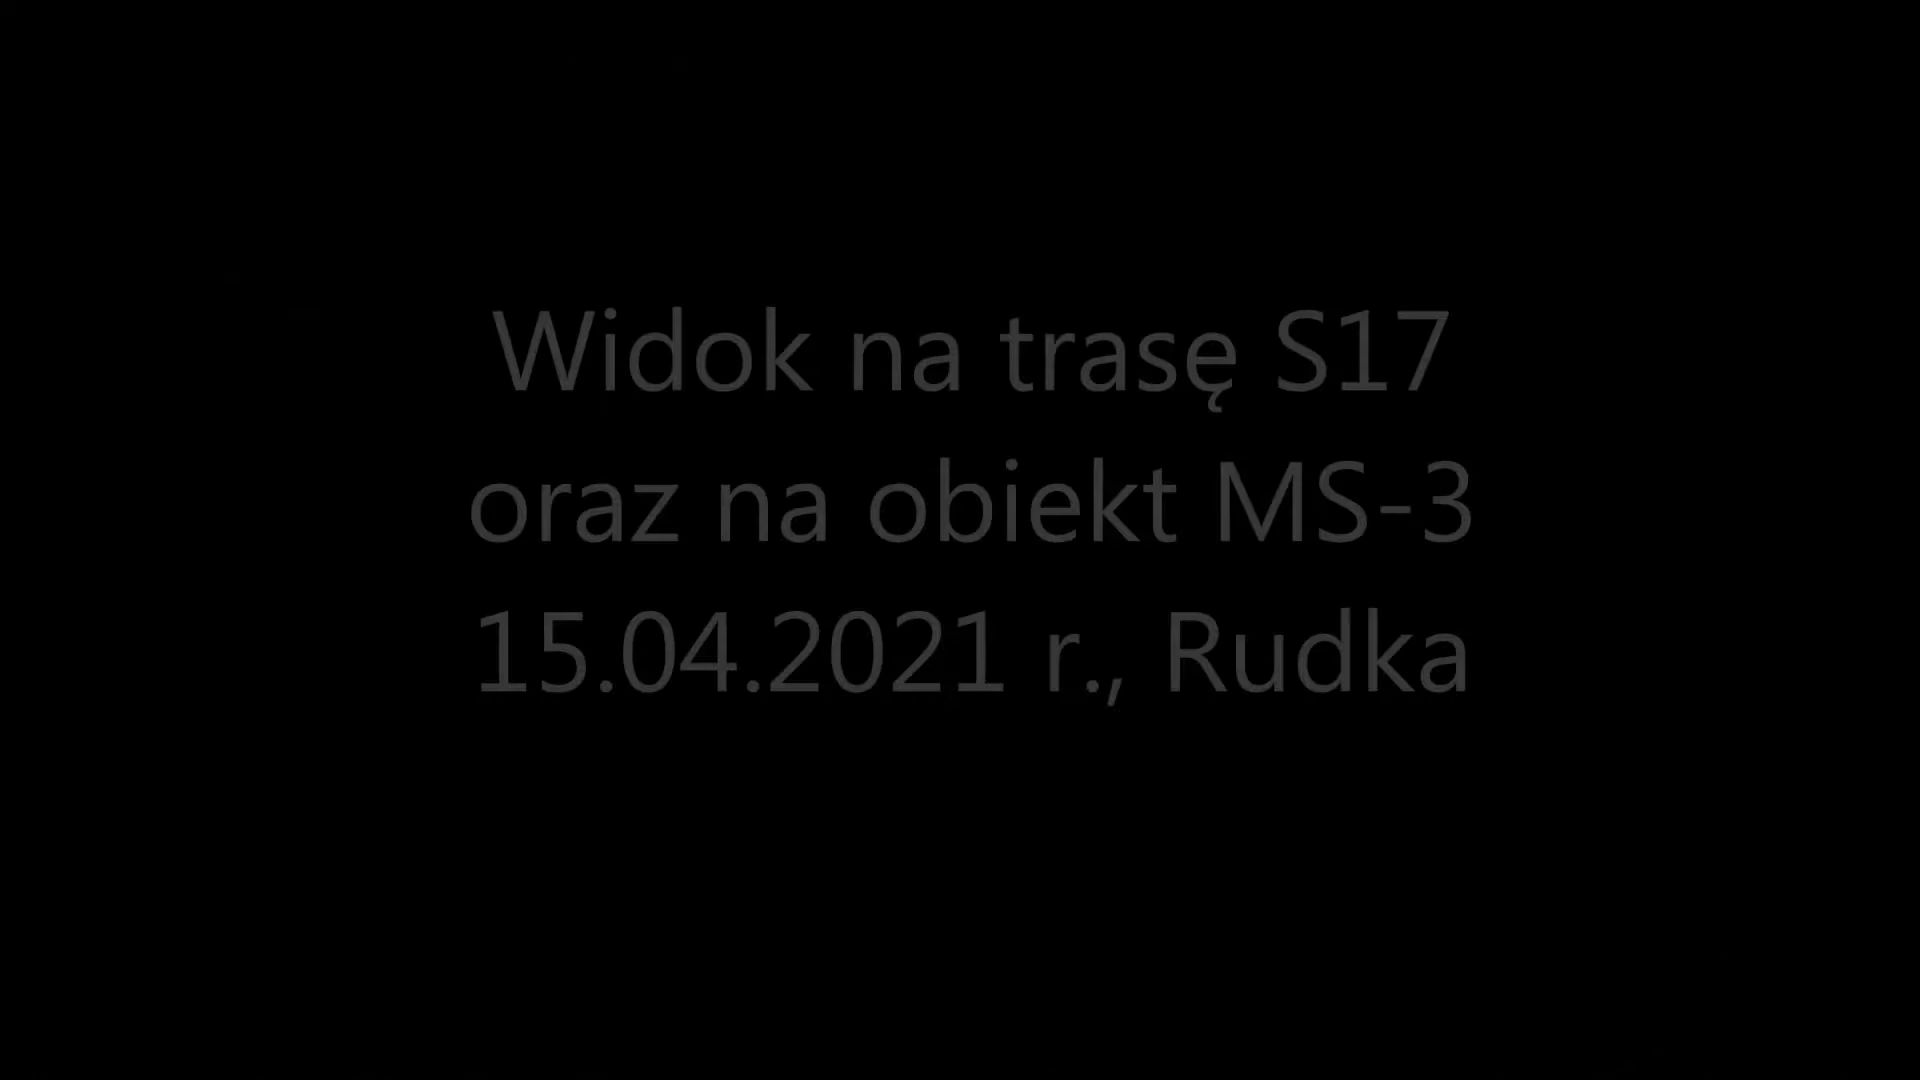 Widok na trasę S17
oraz na obiekt MS-3
15.04.2021 r., Rudka